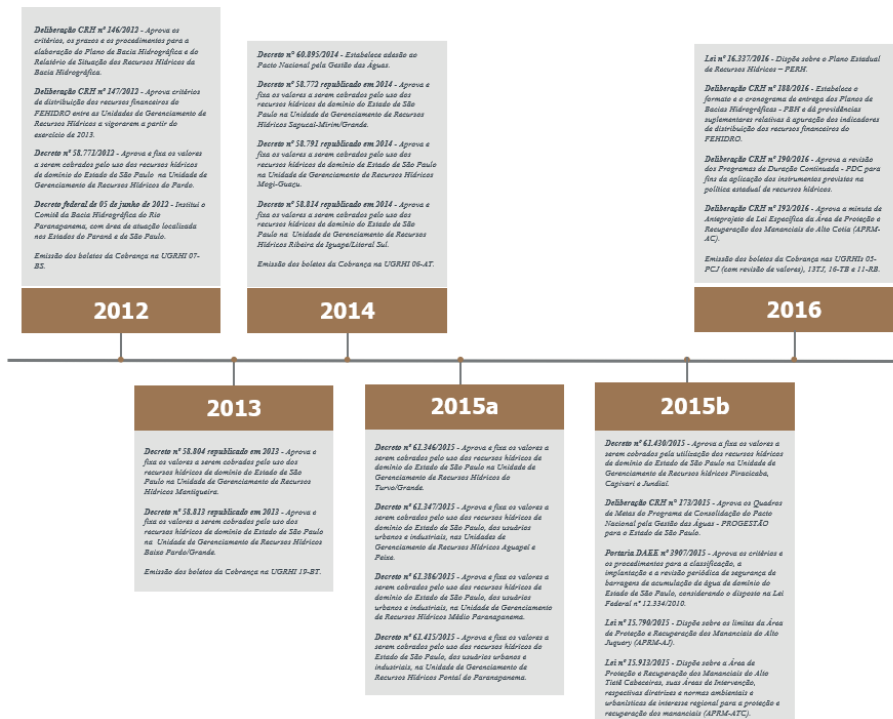 Deliberação CRH nº 146/2012 - Aprova os
critérios, os prazos e os procedimentos para a
elaboração do Plano de Bacia Hidrográfica e do
Relatório de Situação dos Recursos Hídricos da
Bacia Hidrográfica.
Deliberação CRH nº 147/2012 - Aprova critérios
de distribuição dos recursos financeiros do
FEHIDRO entre as Unidades de Gerenciamento de
Recursos Hídricos a vigorarem a partir do
exercício de 2013.
Decreto nº 58.771/2012 - Aprova e fixa os valores
a serem cobrados pelo uso dos recursos hídricos
de domínio do Estado de São Paulo na Unidade de
Gerenciamento de Recursos Hídricos do Pardo.
Decreto federal de 05 de junho de 2012 - Institui o
Comitê da Bacia Hidrográfica do Rio
Paranapanema, com área de atuação localizada
nos Estados do Paraná e de São Paulo.
Emissão dos boletos da Cobrança na UGRHI 07-
BS.
2012
Decreto nº 60.895/2014 - Estabelece adesão ao
Pacto Nacional pela Gestão das Águas.
Decreto nº 58.772 republicado em 2014 - Aprova e
fixa os valores a serem cobrados pelo uso dos
recursos hídricos de domínio do Estado de São
Paulo na Unidade de Gerenciamento de Recursos
Hídricos Sapucaí-Mirim/Grande.
Decreto nº 58.791 republicado em 2014 - Aprova e
fixa os valores a serem cobrados pelo uso dos
recursos hídricos de domínio de Estado de São
Paulo na Unidade de Gerenciamento de Recursos Hídricos
Mogi-Guaçu.
Decreto nº 58.814 republicado em 2014 - Aprova e
fixa os valores a serem cobrados pelo uso dos
recursos hídricos de domínio do Estado de São
Paulo na Unidade de Gerenciamento de Recursos
Hídricos Ribeira de Iguape/Litoral Sul.
Emissão dos boletos da Cobrança na UGRHI 06-AT.
2014
Lei nº 16.337/2016 - Dispõe sobre o Plano Estadual
de Recursos Hídricos – PERH.
Deliberação CRH nº 188/2016 - Estabelece o
formato e o cronograma de entrega dos Planos de
Bacias Hidrográficas - PBH e dá providências
suplementares relativas à apuração dos indicadores
de distribuição dos recursos financeiros do
FEHIDRO.
Deliberação CRH nº 190/2016 - Aprova a revisão
dos Programas de Duração Continuada - PDC para
fins da aplicação dos instrumentos previstos na
política estadual de recursos hídricos.
Deliberação CRH nº 192/2016 - Aprova a minuta de
Anteprojeto de Lei Específica da Área de Proteção e
Recuperação dos Mananciais do Alto Cotia (APRM-
AC).
Emissão dos boletos da Cobrança nas UGRHIs 05-
PCJ (com revisão de valores), 13TJ, 16-TB e 11-RB.
2016
2013
Decreto nº 58.804 republicado em 2013 - Aprova e
fixa os valores a serem cobrados pelo uso dos
recursos hídricos de domínio do Estado de São
Paulo na Unidade de Gerenciamento de Recursos
Hídricos Mantiqueira.
Decreto nº 58.813 republicado em 2013 - Aprova e
fixa os valores a serem cobrados pelo uso dos
recursos hídricos de domínio do Estado de São Paulo
na Unidade de Gerenciamento de Recursos Hídricos
Baixo Pardo/Grande.
Emissão dos boletos da Cobrança na UGRHI 19-BT.
2015a
Decreto nº 61.346/2015 - Aprova e fixa os valores a
serem cobrados pelo uso dos recursos hídricos de
domínio do Estado de São Paulo na Unidade de
Gerenciamento de Recursos Hídricos do
Turvo/Grande.
Decreto nº 61.347/2015 - Aprova e fixa os valores a
serem cobrados pelo uso dos recursos hídricos de
domínio do Estado de São Paulo, dos usuários
urbanos e industriais, nas Unidades de
Gerenciamento de Recursos Hídricos Aguapeí e
Peixe.
Decreto nº 61.386/2015 - Aprova e fixa os valores a
serem cobrados pelo uso dos recursos hídricos de
domínio do Estado de São Paulo, dos usuários
urbanos e industriais, na Unidade de Gerenciamento
de Recursos Hídricos Médio Paranapanema.
Decreto nº 61.415/2015 - Aprova e fixa os valores a
serem cobrados pelo uso dos recursos hídricos do
Estado de São Paulo, dos usuários urbanos e
industriais, na Unidade de Gerenciamento de
Recursos Hídricos Pontal do Paranapanema.
2015b
Decreto nº 61.430/2015 - Aprova a fixa os valores a
serem cobrados pela utilização dos recursos hídricos
de domínio do Estado de São Paulo na Unidade de
Gerenciamento de Recursos hídricos Piracicaba,
Capivari e Jundiaí.
Deliberação CRH nº 173/2015 - Aprova os Quadros
de Metas do Programa de Consolidação do Pacto
Nacional pela Gestão das Águas - PROGESTÃO
para o Estado de São Paulo.
Portaria DAEE nº 3907/2015 - Aprova os critérios e
os procedimentos para a classificação, a
implantação e a revisão periódica de segurança de
barragens de acumulação de água de domínio do
Estado de São Paulo, considerando o disposto na Lei
Federal nº 12.334/2010.
Lei nº 15.790/2015 - Dispõe sobre os limites da Área
de Proteção e Recuperação dos Mananciais do Alto
Juquery (APRM-AJ).
Lei nº 15.913/2015 - Dispõe sobre a Área de
Proteção e Recuperação dos Mananciais do Alto
Tietê Cabeceiras, suas Áreas de Intervenção,
respectivas diretrizes e normas ambientais e
urbanísticas de interesse regional para a proteção e
recuperação dos mananciais (APRM-ATC).